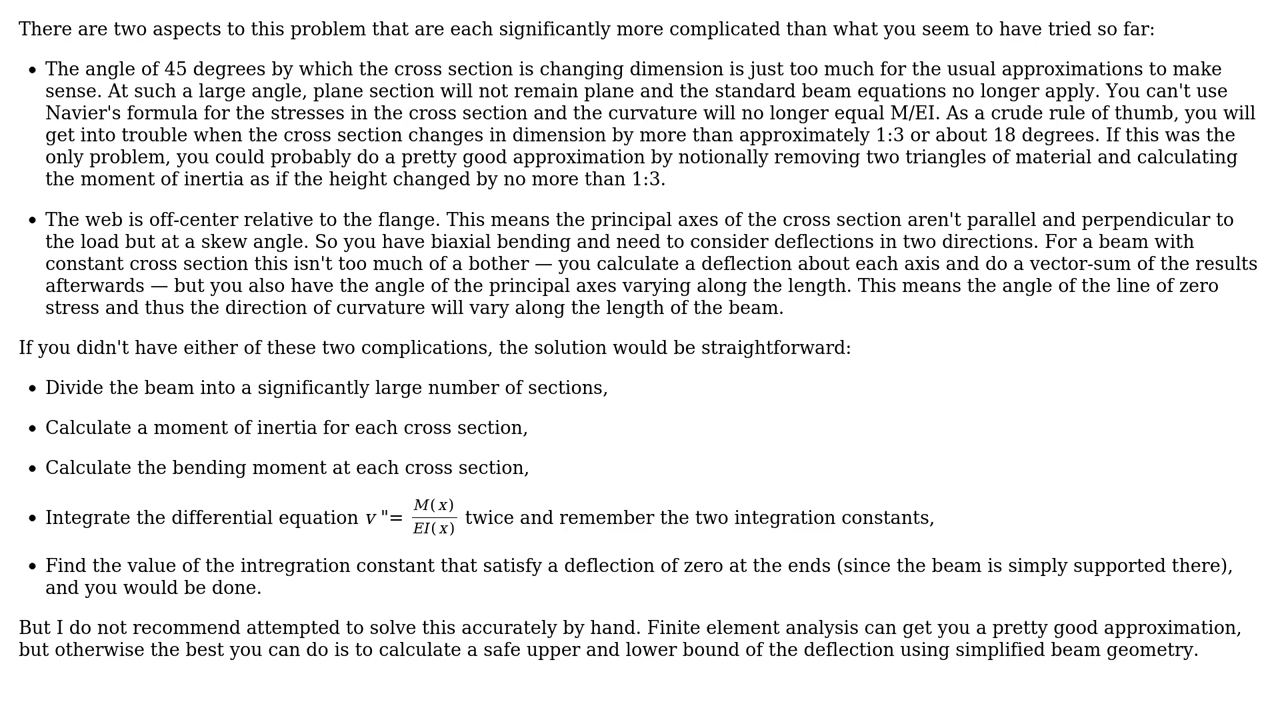 There are two aspects to this problem that are each significantly more complicated than what you seem to have tried so far:
• The angle of 45 degrees by which the cross section is changing dimension is just too much for the usual approximations to make
sense. At such a large angle, plane section will not remain plane and the standard beam equations no longer apply. You can't use
Navier's formula for the stresses in the cross section and the curvature will no longer equal M/EI. As a crude rule of thumb, you will
get into trouble when the cross section changes in dimension by more than approximately 1:3 or about 18 degrees. If this was the
only problem, you could probably do a pretty good approximation by notionally removing two triangles of material and calculating
the moment of inertia as if the height changed by no more than 1:3.
• The web is off-center relative to the flange. This means the principal axes of the cross section aren't parallel and perpendicular to
the load but at a skew angle. So you have biaxial bending and need to consider deflections in two directions. For a beam with
constant cross section this isn't too much of a bother — you calculate a deflection about each axis and do a vector-sum of the results
afterwards — but you also have the angle of the principal axes varying along the length. This means the angle of the line of zero
stress and thus the direction of curvature will vary along the length of the beam.
If you didn't have either of these two complications, the solution would be straightforward:
• Divide the beam into a significantly large number of sections,
• Calculate a moment of inertia for each cross section,
• Calculate the bending moment at each cross section,
• Integrate the differential equation v "= M(x)/EI(x) twice and remember the two integration constants,
• Find the value of the intregration constant that satisfy a deflection of zero at the ends (since the beam is simply supported there),
and you would be done.
But I do not recommend attempted to solve this accurately by hand. Finite element analysis can get you a pretty good approximation,
but otherwise the best you can do is to calculate a safe upper and lower bound of the deflection using simplified beam geometry.